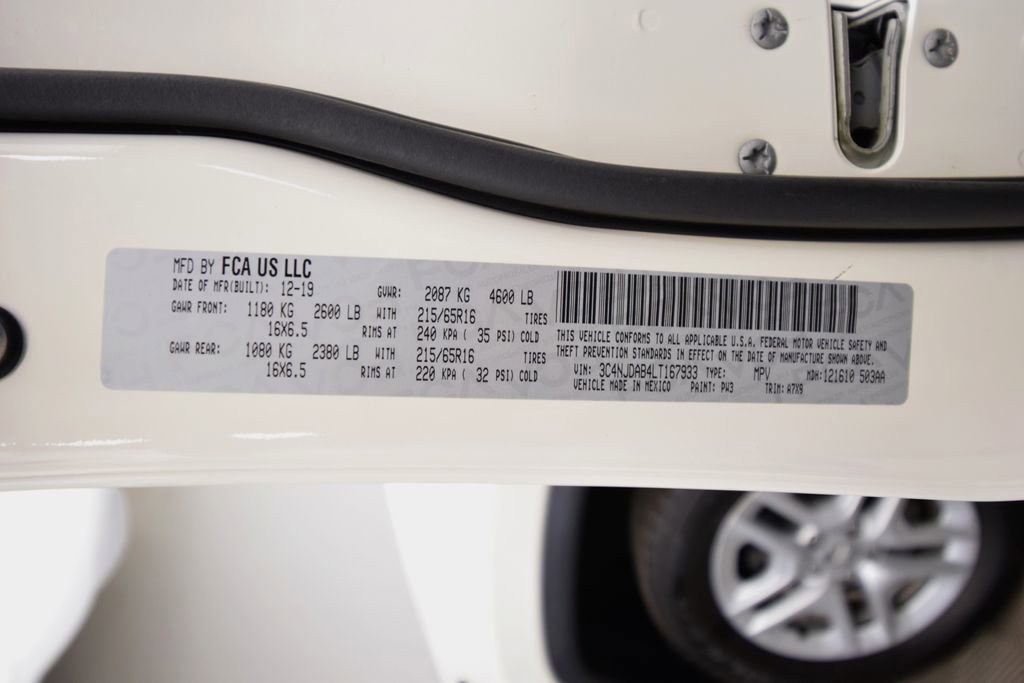 MFD BY FCA US LLC
DATE OF MFR(BUILT): 12-19 GVWR: 2087 KG 4600 LB
GAWR FRONT: 1180 KG 2600 LB WITH 215/65R16 TIRES
16X6.5 RIMS AT 240 KPA ( 35 PSI) COLD
GAWR REAR: 1080 KG 2380 LB WITH 215/65R16 TIRES
16X6.5 RIMS AT 220 KPA ( 32 PSI) COLD
THIS VEHICLE CONFORMS TO ALL APPLICABLE U.S.A. FEDERAL MOTOR VEHICLE SAFETY AND
THEFT PREVENTION STANDARDS IN EFFECT ON THE DATE OF MANUFACTURE SHOWN ABOVE.
VIN: 3C4NJDAB4LT167933 TYPE: MPV MDH: 121610 503AA
VEHICLE MADE IN MEXICO PAINT: PW3 TRIM: A7X9